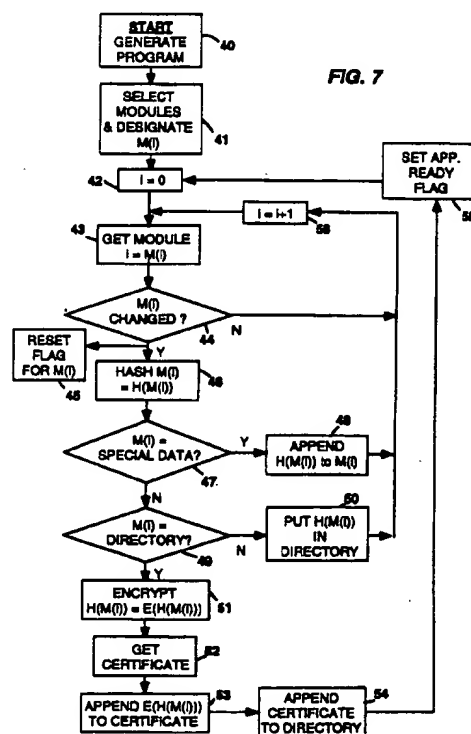 START
GENERATE
PROGRAM
40
FIG. 7
SELECT
MODULES
& DESIGNATE
M(i)
41
SET APP.
READY
FLAG
42
i = 0
i = i+1
43
GET MODULE
i = M(i)
M(i)
CHANGED ?
44
N
RESET
FLAG
FOR M(i)
45
Y
HASH M(i)
= H(M(i))
46
M(i) =
SPECIAL DATA?
47
Y
APPEND
H(M(i)) to M(i)
48
N
M(i) =
DIRECTORY?
49
N
PUT H(M(i))
IN
DIRECTORY
50
Y
ENCRYPT
H(M(i)) = E(H(M(i)))
51
GET
CERTIFICATE
52
APPEND E(H(M(i)))
TO CERTIFICATE
53
APPEND
CERTIFICATE
TO DIRECTORY
54